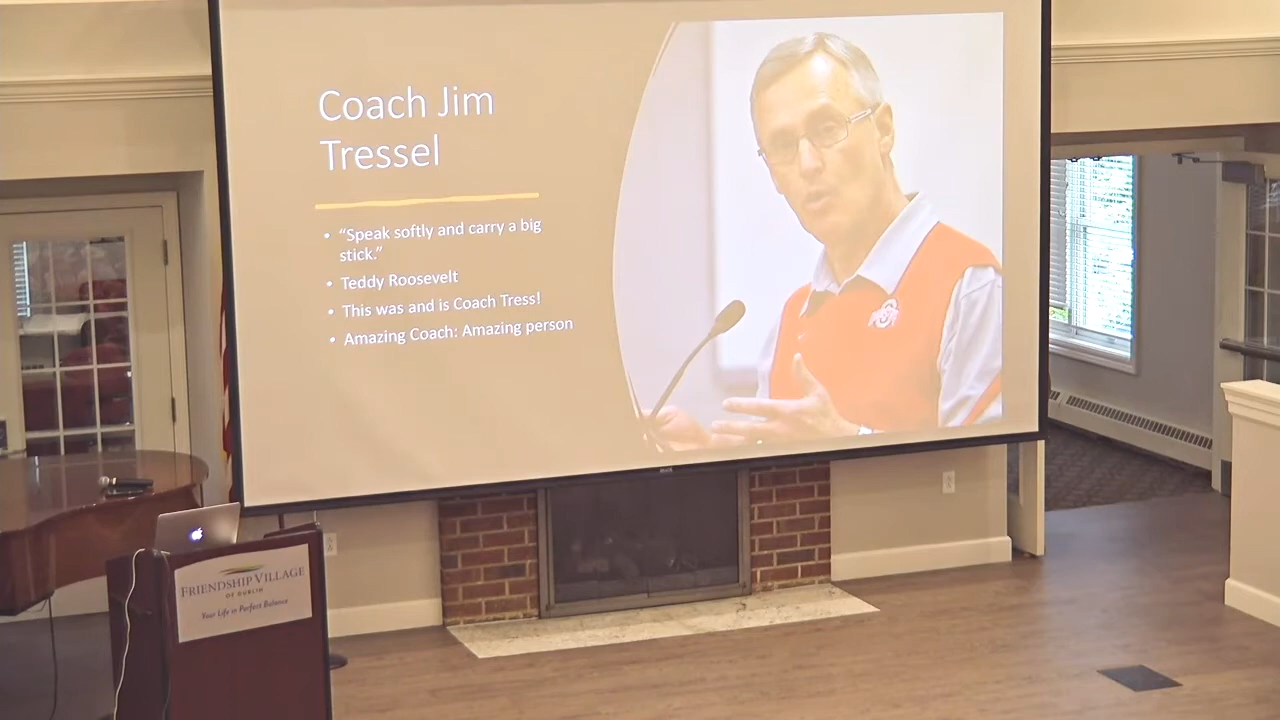 Coach Jim
Tressel
• “Speak softly and carry a big
stick.”
• Teddy Roosevelt
• This was and is Coach Tress!
• Amazing Coach: Amazing person
FRIENDSHIP VILLAGE
OF DUBLIN
Your Life in Perfect Balance